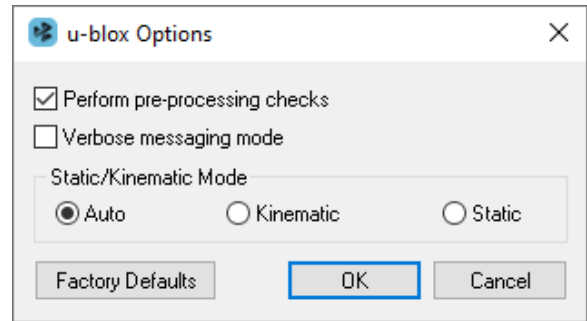 u-blox Options
Perform pre-processing checks
Verbose messaging mode
Static/Kinematic Mode
Auto Kinematic Static
Factory Defaults OK Cancel